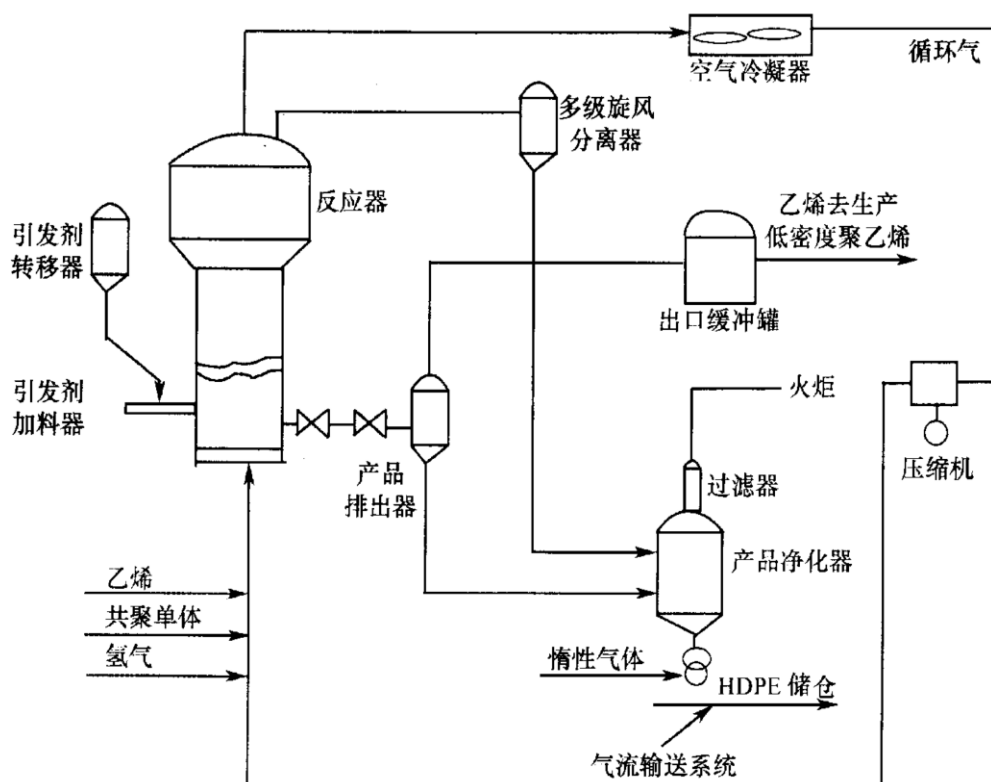 空气冷凝器
循环气
多级旋风
分离器
反应器
引发剂
转移器
乙烯去生产
低密度聚乙烯
出口缓冲罐
引发剂
加料器
火炬
压缩机
产品
排出器
过滤器
产品净化器
乙烯
共聚单体
氢气
惰性气体
HDPE 储仓
气流输送系统